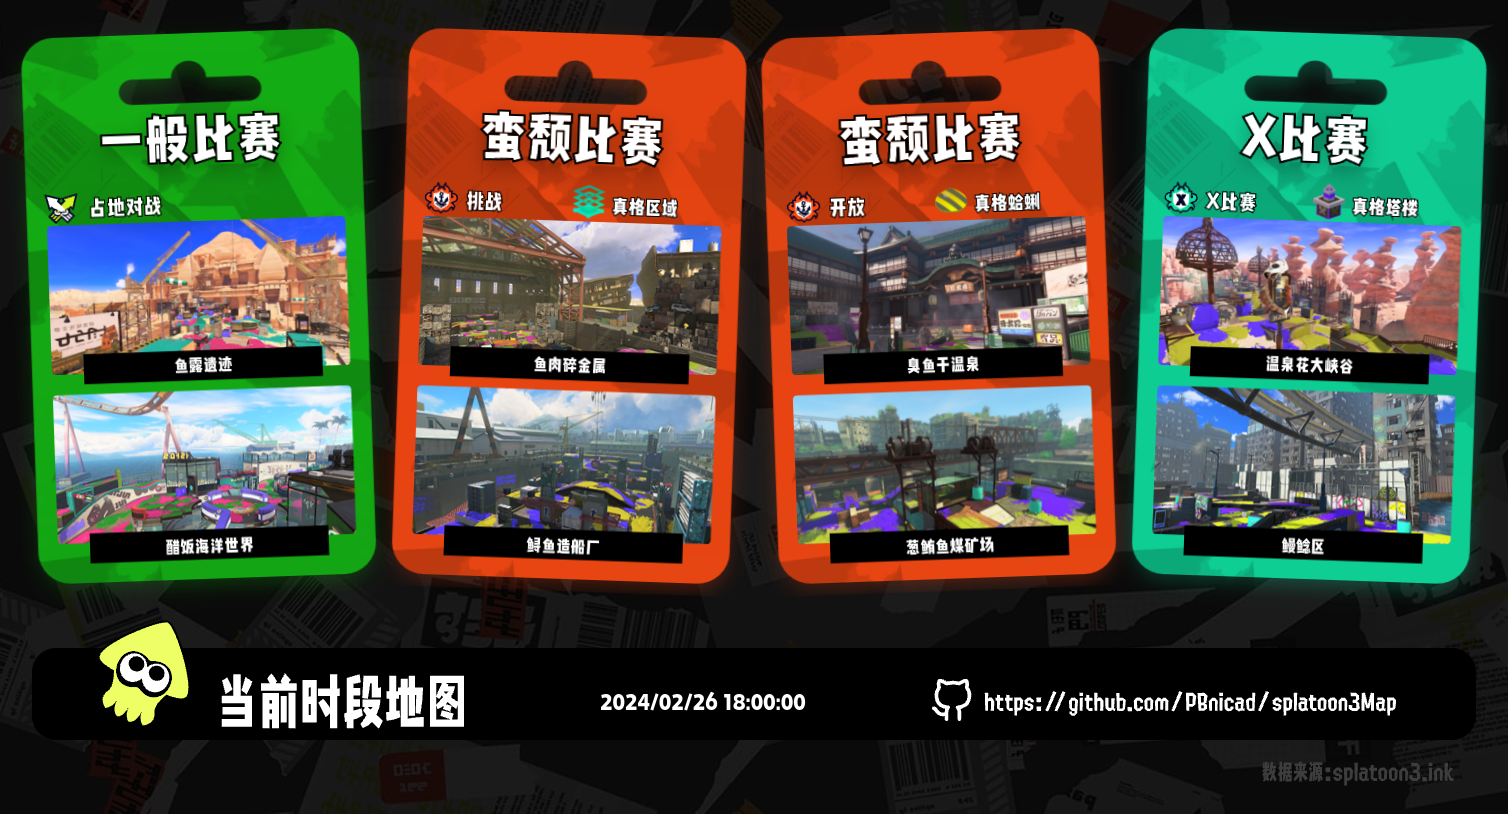 一般比赛
占地对战
鱼露遗迹
醋饭海洋世界
蛮颓比赛
挑战
真格区域
鱼肉碎金属
鲟鱼造船厂
蛮颓比赛
开放
真格蛤蜊
臭鱼干温泉
葱鲔鱼煤矿场
X比赛
X比赛
真格塔楼
温泉花大峡谷
鳗鲶区
当前时段地图
2024/02/26 18:00:00
https://github.com/PBnicad/splatoon3Map
数据来源:splatoon3.ink